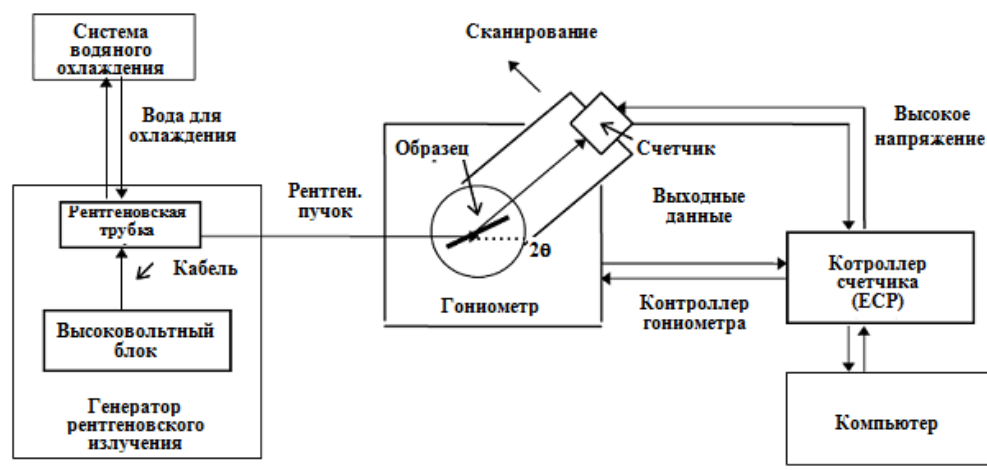 Система
водяного
охлаждения
Сканирование
Вода для
охлаждения
Высокое
напряжение
Образец
Счетчик
Рентген.
пучок
Выходные
данные
Рентгеновская
трубка
2θ
Кабель
Котроллер
счетчика
(ECP)
Гониометр
Контроллер
гониометра
Высоковольтный
блок
Генератор
рентгеновского
излучения
Компьютер